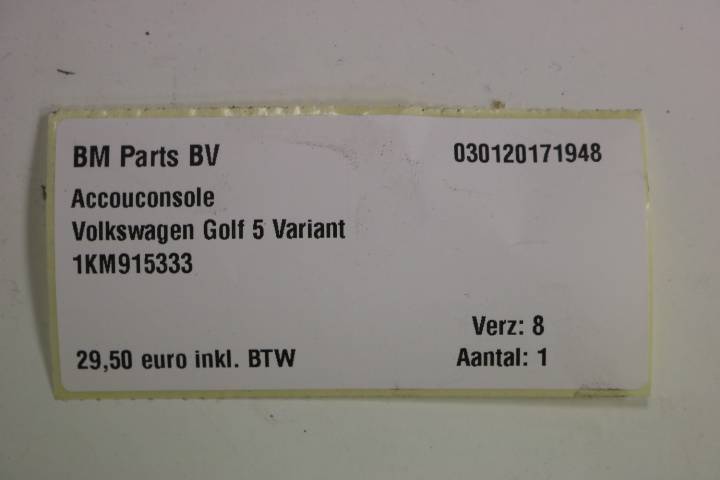 BM Parts BV 030120171948
Accouconsole
Volkswagen Golf 5 Variant
1KM915333
Verz: 8
29,50 euro inkl. BTW Aantal: 1